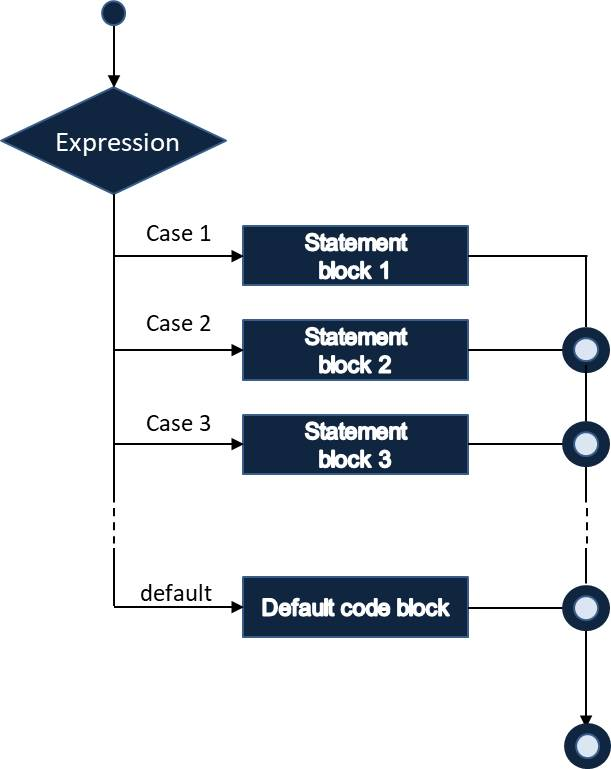 Expression
Case 1
Statement
block 1
Case 2
Statement
block 2
Case 3
Statement
block 3
default
Default code block